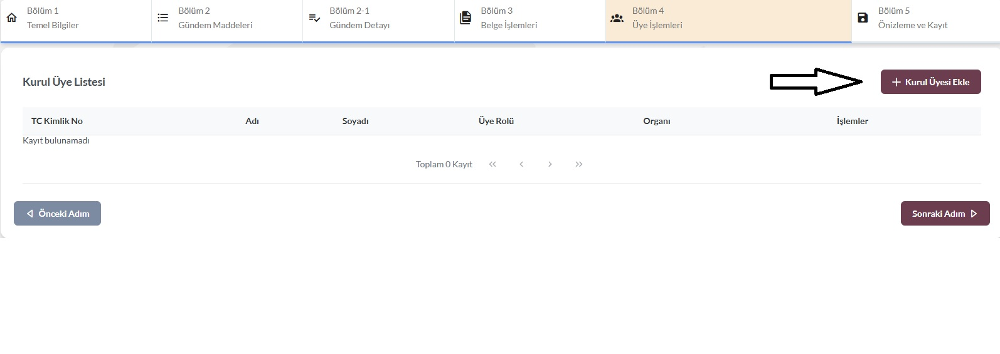 Bölüm 1
Temel Bilgiler
Bölüm 2
Gündem Maddeleri
Bölüm 2-1
Gündem Detayı
Bölüm 3
Belge İşlemleri
Bölüm 4
Üye İşlemleri
Bölüm 5
Önizleme ve Kayıt
Kurul Üye Listesi
Kurul Üyesi Ekle
TC Kimlik No Adı Soyadı Üye Rolü Organı İşlemler
Kayıt bulunamadı
Toplam 0 Kayıt
Önceki Adım
Sonraki Adım